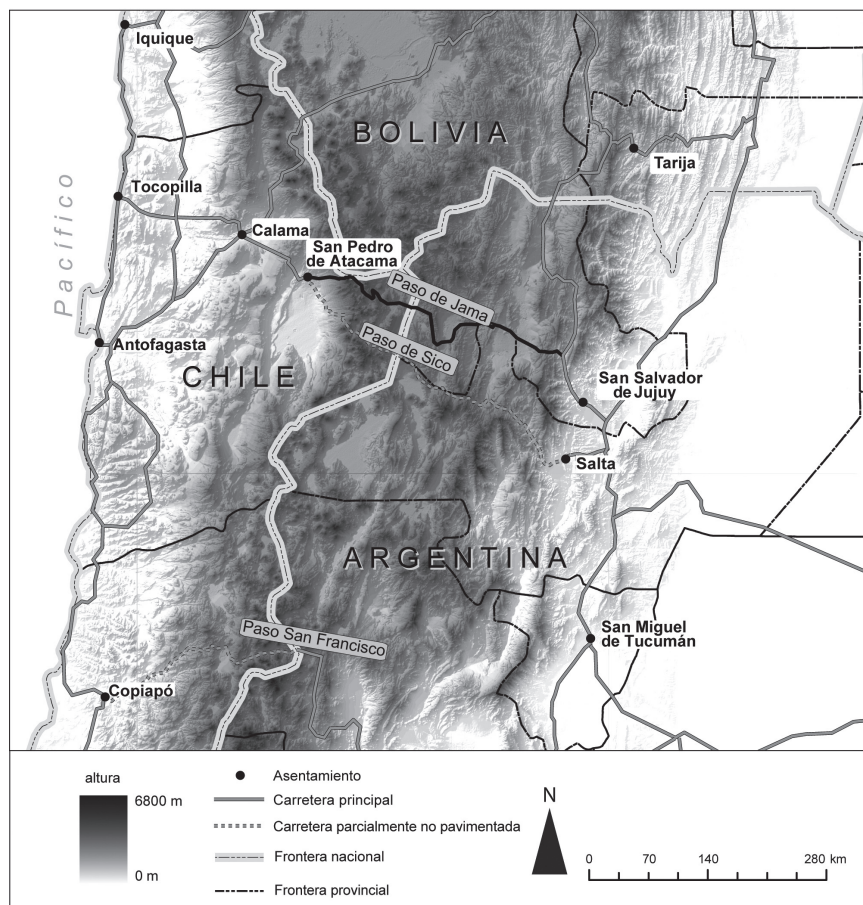 Iquique
BOLIVIA
Tarija
Pacífico
Tocopilla
Calama
San Pedro
de Atacama
Paso de Jama
Antofagasta
Paso de Sico
CHILE
San Salvador
de Jujuy
Salta
ARGENTINA
Paso San Francisco
San Miguel
de Tucumán
Copiapó
altura
6800 m
0 m
Asentamiento
Carretera principal
Carretera parcialmente no pavimentada
Frontera nacional
Frontera provincial
N
0 70 140 280 km